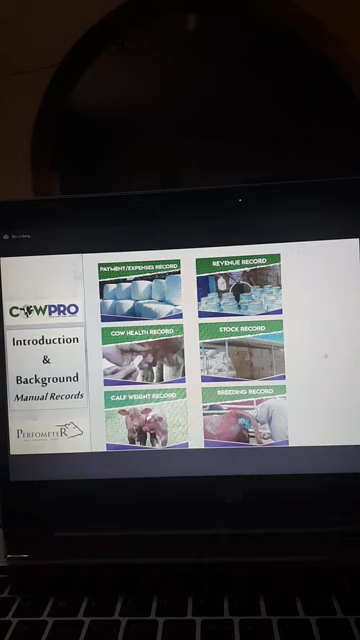 Recording...
COWPRO
Introduction
&
Background
Manual Records
PERFOMETER
PAYMENT/EXPENSES RECORD
REVENUE RECORD
COW HEALTH RECORD
STOCK RECORD
CALF WEIGHT RECORD
BREEDING RECORD